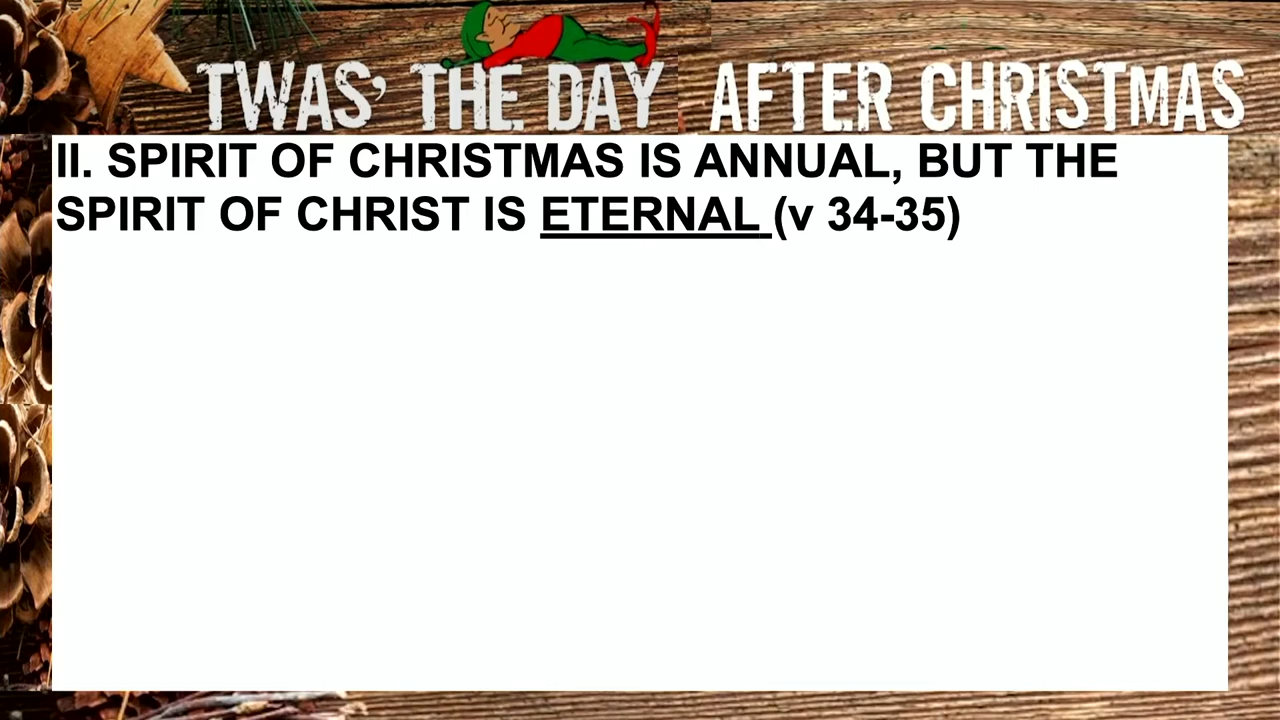 TWAS' THE DAY AFTER CHRISTMAS
II. SPIRIT OF CHRISTMAS IS ANNUAL, BUT THE
SPIRIT OF CHRIST IS ETERNAL (v 34-35)